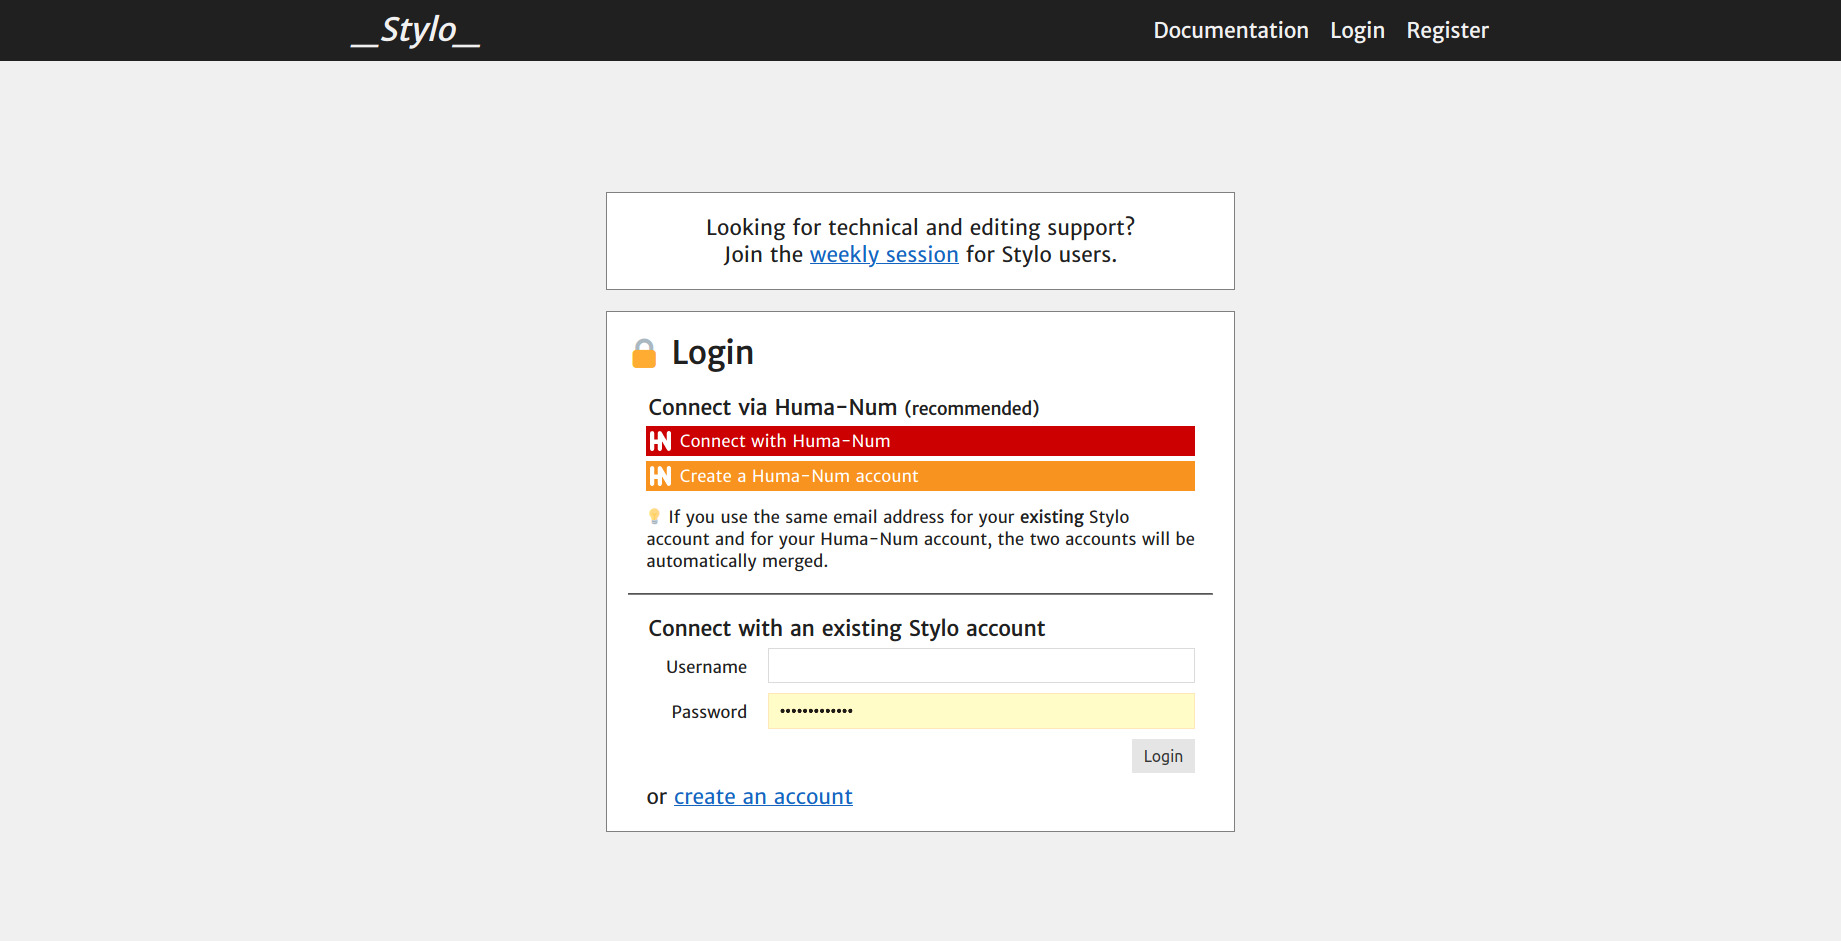 __Stylo__
Documentation Login Register
Looking for technical and editing support?
Join the weekly session for Stylo users.
Login
Connect via Huma-Num (recommended)
HN Connect with Huma-Num
HN Create a Huma-Num account
If you use the same email address for your existing Stylo
account and for your Huma-Num account, the two accounts will be
automatically merged.
Connect with an existing Stylo account
Username
Password •••••••••••••
Login
or create an account